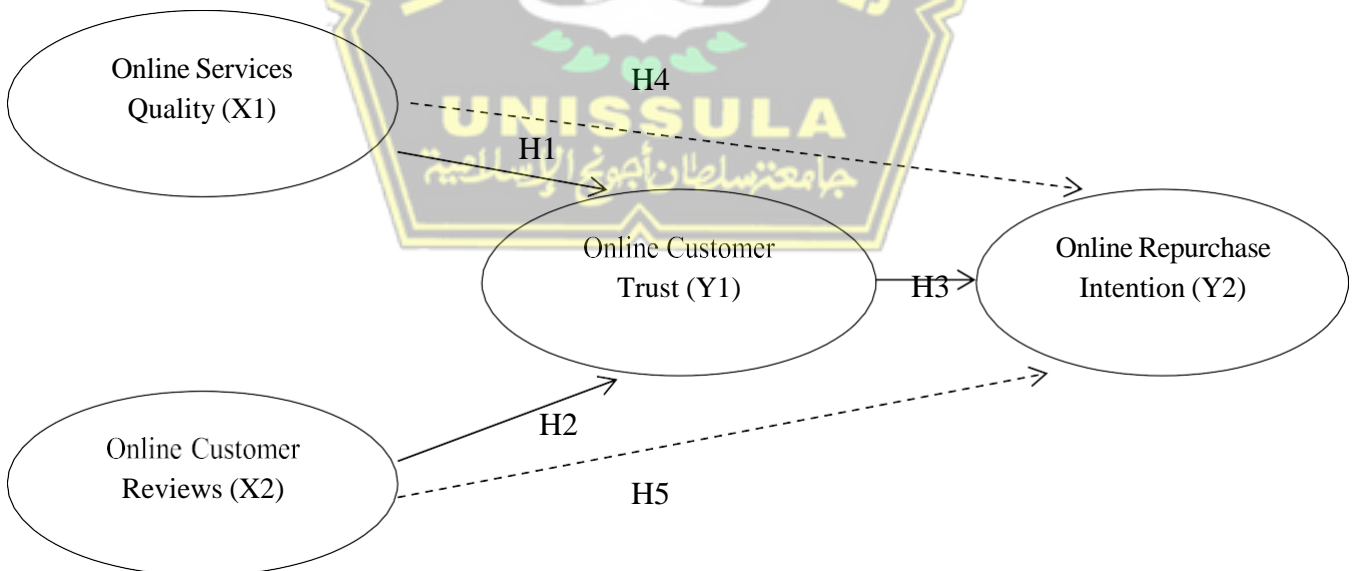 Online Services
Quality (X1)
H4
UNISSULA
H1
جامعة سلطان أجونج الإسلامية
Online Customer
Trust (Y1)
H3
Online Repurchase
Intention (Y2)
H2
Online Customer
Reviews (X2)
H5